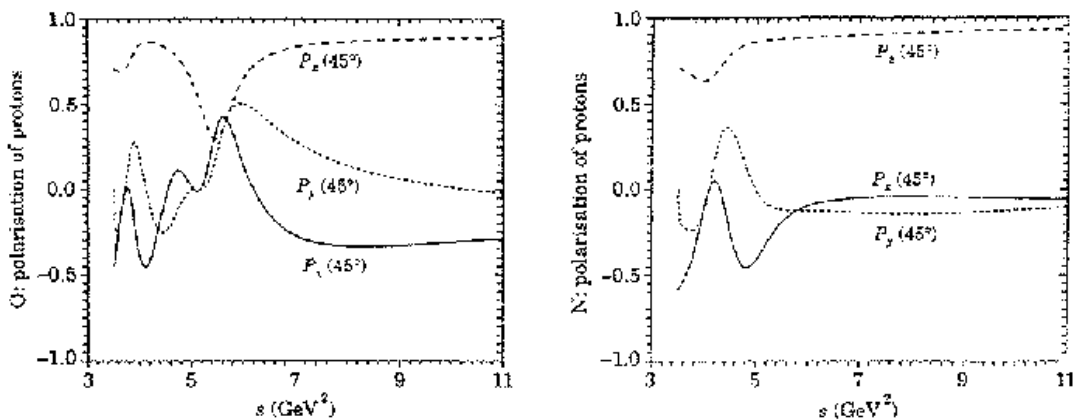 O: polarisation of protons
1.0
0.5
0.0
−0.5
−1.0
P_z (45°)
P_y (45°)
P_x (45°)
3 5 7 9 11
s (GeV²)
N: polarisation of protons
1.0
0.5
0.0
−0.5
−1.0
P_z (45°)
P_x (45°)
P_y (45°)
3 5 7 9 11
s (GeV²)